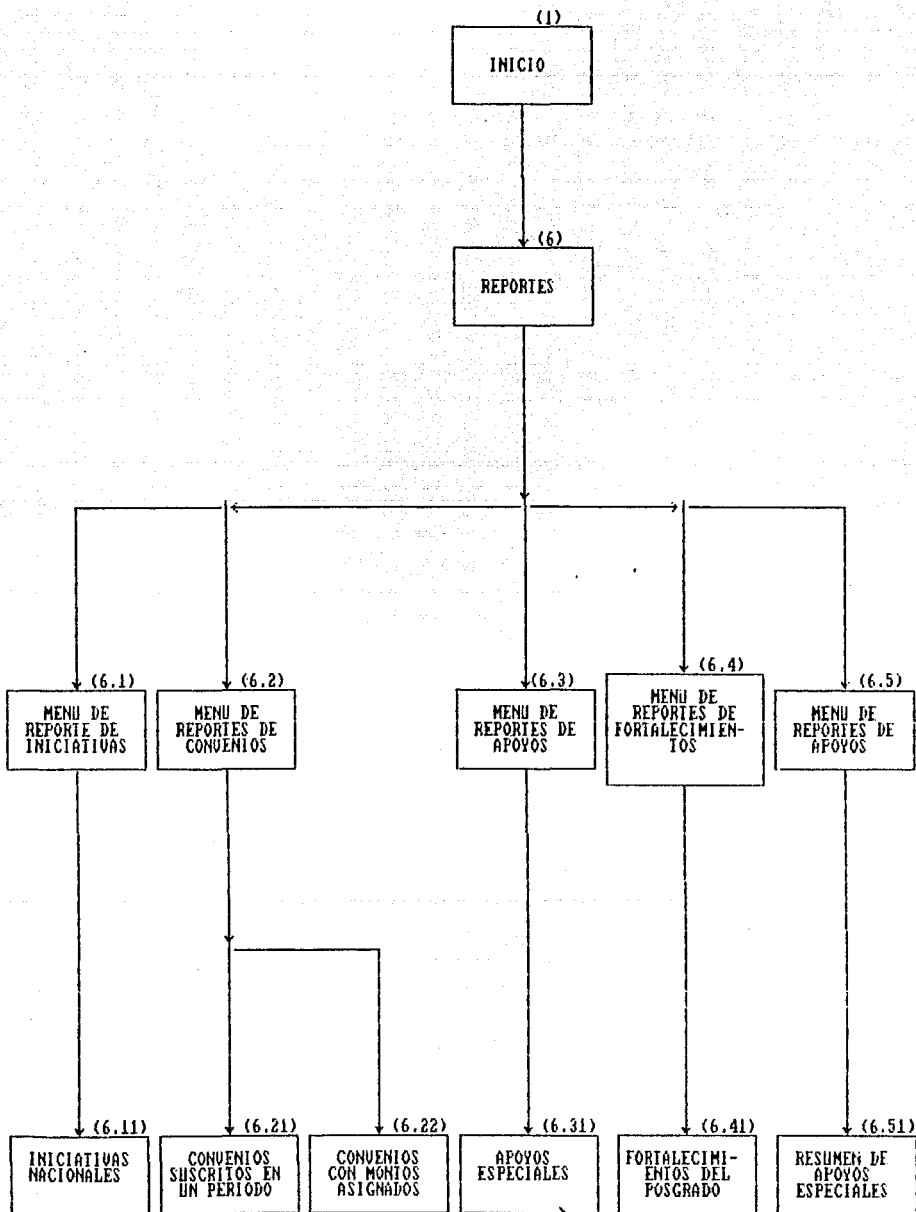 (1)
INICIO
(6)
REPORTES
(6.1)
MENU DE
REPORTE DE
INICIATIVAS
(6.2)
MENU DE
REPORTES DE
CONVENIOS
(6.3)
MENU DE
REPORTES DE
APOYOS
(6.4)
MENU DE
REPORTES DE
FORTALECIMIEN-
TOS
(6.5)
MENU DE
REPORTES DE
APOYOS
(6.11)
INICIATIVAS
NACIONALES
(6.21)
CONVENIOS
SUSCRITOS EN
UN PERIODO
(6.22)
CONVENIOS
CON MONTOS
ASIGNADOS
(6.31)
APOYOS
ESPECIALES
(6.41)
FORTALECIMI-
ENTOS DEL
POSGRADO
(6.51)
RESUMEN DE
APOYOS
ESPECIALES